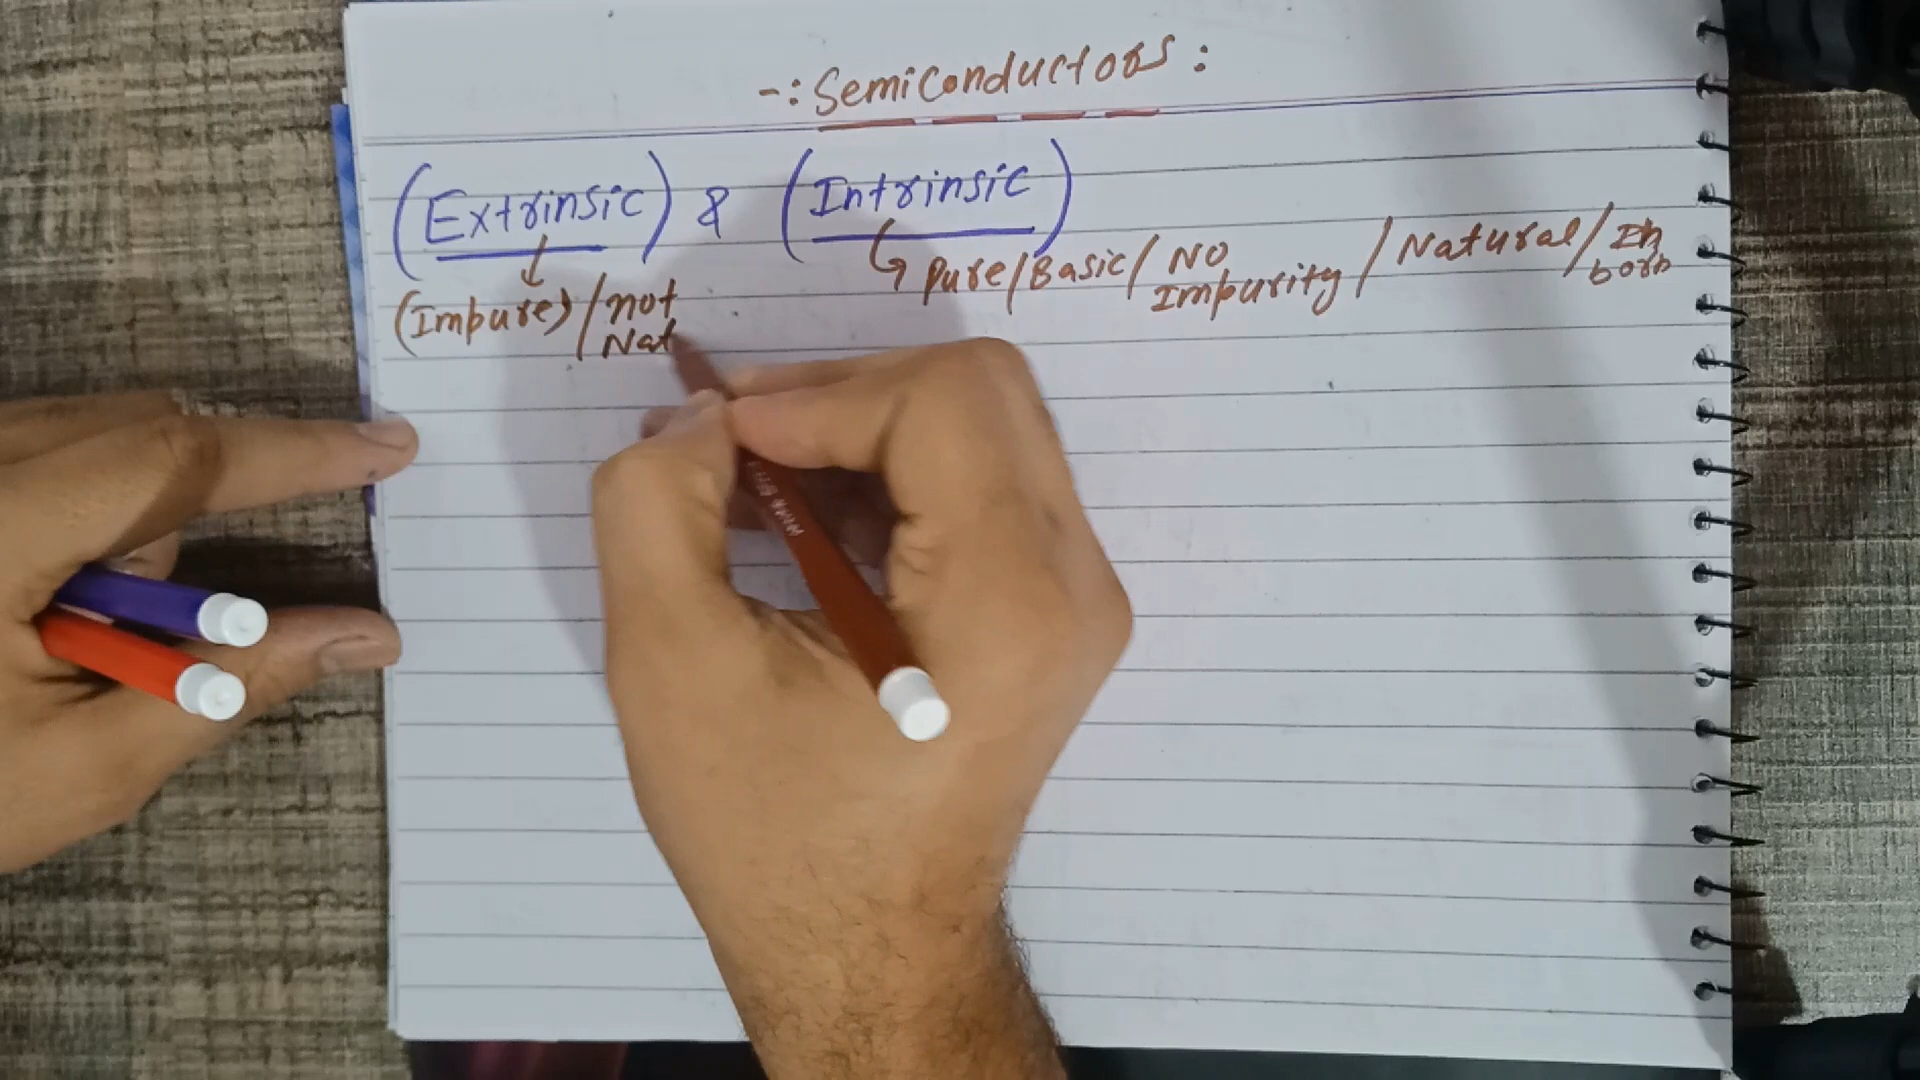 -: SemiConductors :
(Extrinsic) & (Intrinsic)
Pure/Basic/ NO Impurity / Natural/ In born
(Impure) / not
Nat